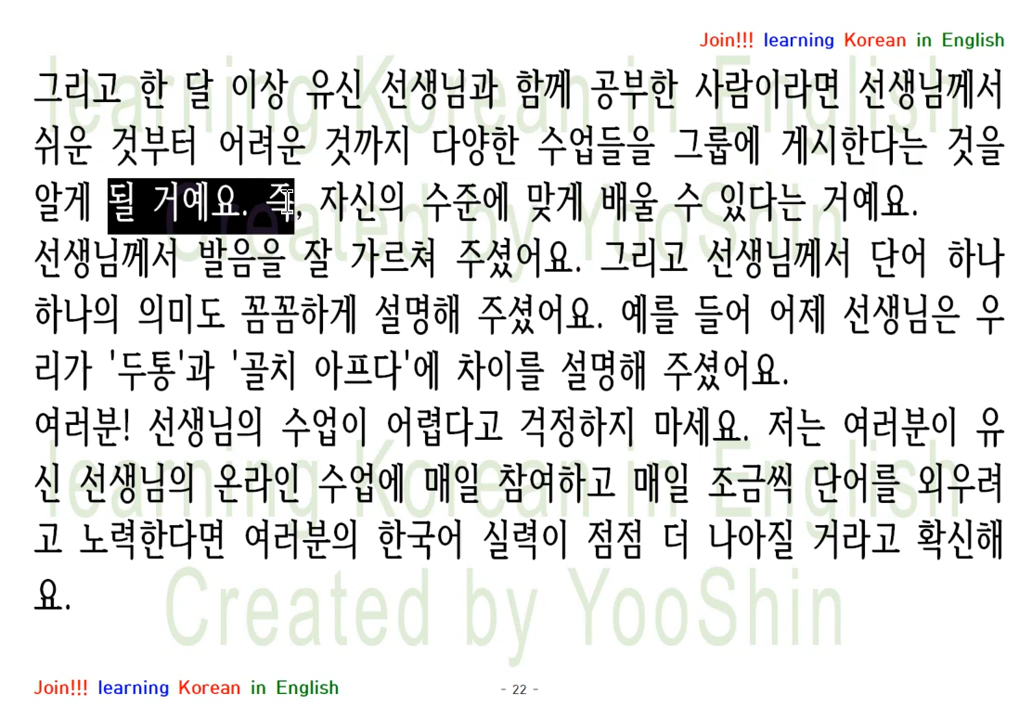 Join!!! learning Korean in English
그리고 한 달 이상 유신 선생님과 함께 공부한 사람이라면 선생님께서
쉬운 것부터 어려운 것까지 다양한 수업들을 그룹에 게시한다는 것을
알게 될 거예요. 즉, 자신의 수준에 맞게 배울 수 있다는 거예요.
선생님께서 발음을 잘 가르쳐 주셨어요. 그리고 선생님께서 단어 하나
하나의 의미도 꼼꼼하게 설명해 주셨어요. 예를 들어 어제 선생님은 우
리가 '두통'과 '골치 아프다'에 차이를 설명해 주셨어요.
여러분! 선생님의 수업이 어렵다고 걱정하지 마세요. 저는 여러분이 유
신 선생님의 온라인 수업에 매일 참여하고 매일 조금씩 단어를 외우려
고 노력한다면 여러분의 한국어 실력이 점점 더 나아질 거라고 확신해
요.
learning Korean in English
Created by YooShin
learning Korean in English
Created by YooShin
Join!!! learning Korean in English
- 22 -